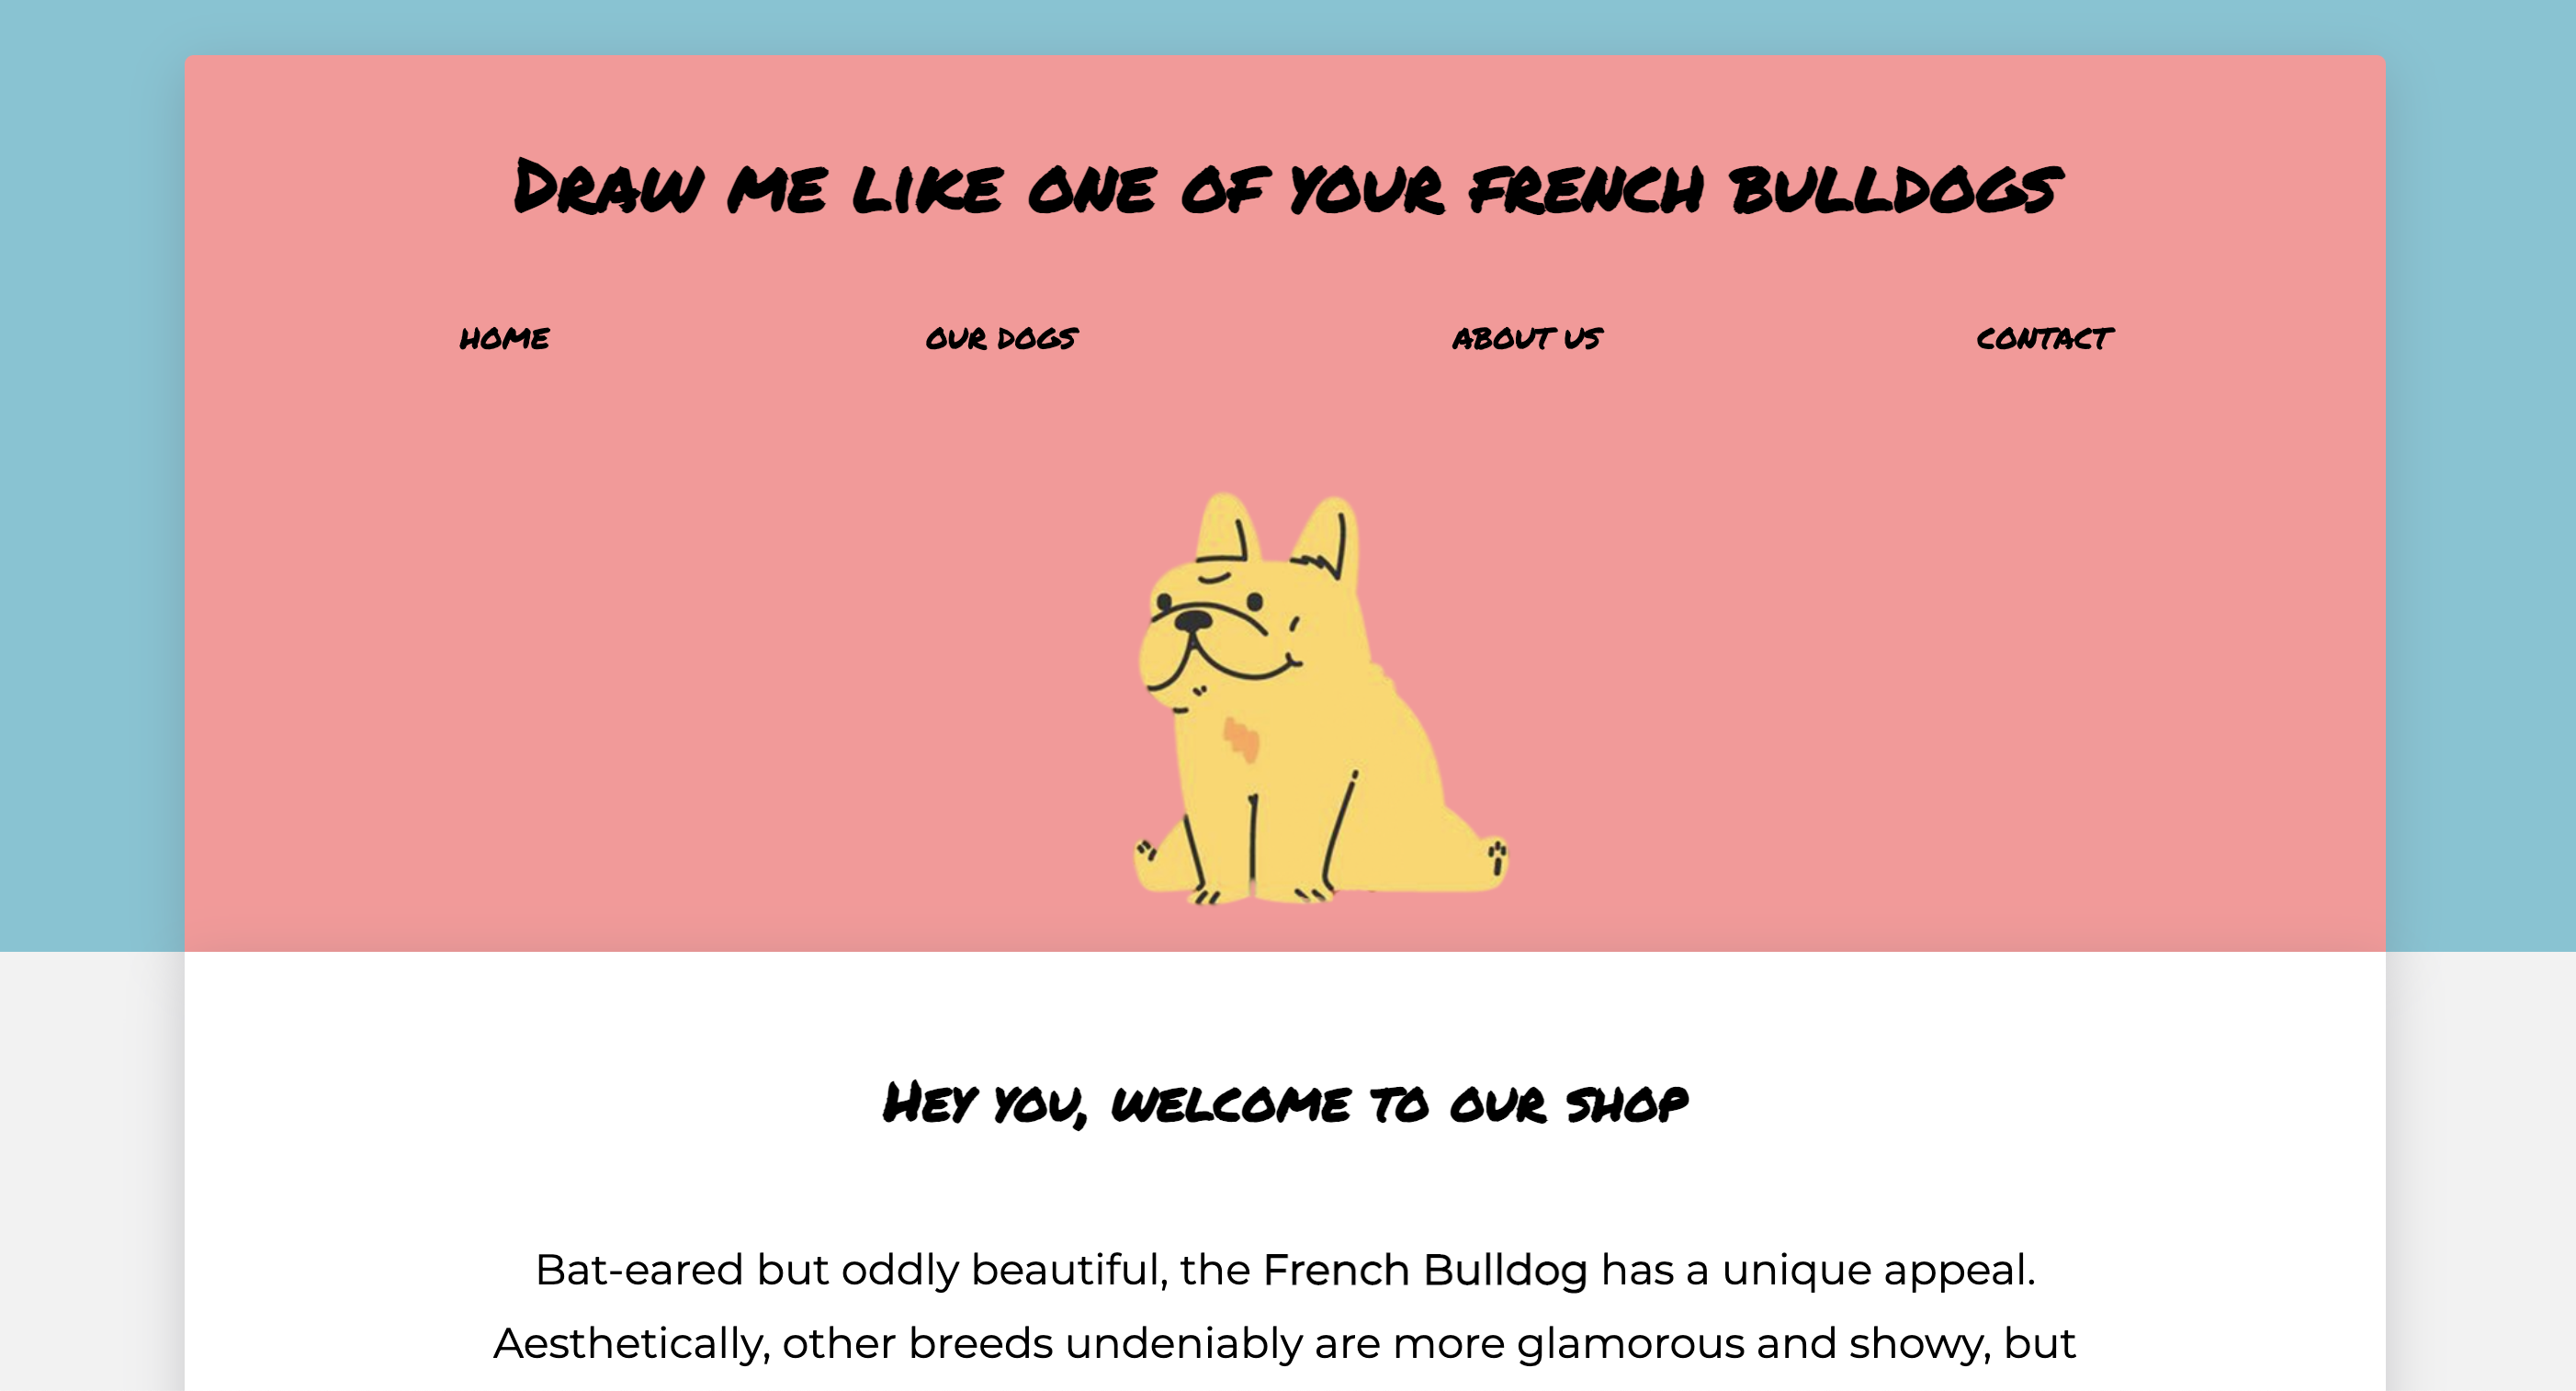 Draw me like one of your french bulldogs
HOME
OUR DOGS
ABOUT US
CONTACT
Hey you, welcome to our shop
Bat-eared but oddly beautiful, the French Bulldog has a unique appeal.
Aesthetically, other breeds undeniably are more glamorous and showy, but